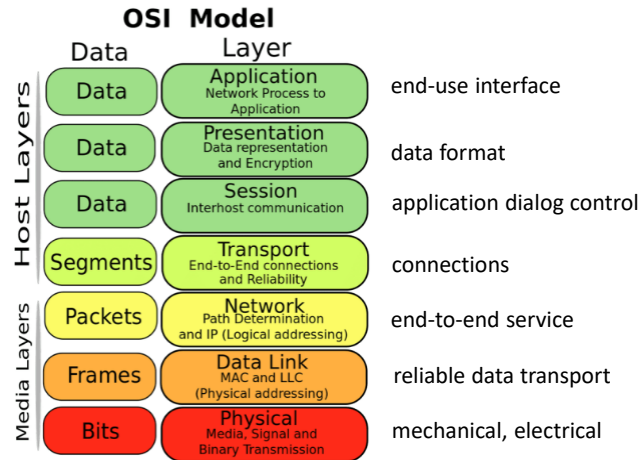 OSI Model
Data Layer
Host Layers
Data Application end-use interface
Network Process to
Application
Data Presentation data format
Data representation
and Encryption
Data Session application dialog control
Interhost communication
Segments Transport connections
End-to-End connections
and Reliability
Media Layers
Packets Network end-to-end service
Path Determination
and IP (Logical addressing)
Frames Data Link reliable data transport
MAC and LLC
(Physical addressing)
Bits Physical mechanical, electrical
Media, Signal and
Binary Transmission